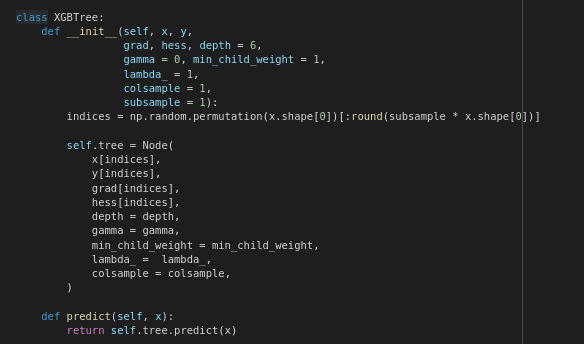 class XGBTree:
    def __init__(self, x, y,
                 grad, hess, depth = 6,
                 gamma = 0, min_child_weight = 1,
                 lambda_ = 1,
                 colsample = 1,
                 subsample = 1):
        indices = np.random.permutation(x.shape[0])[:round(subsample * x.shape[0])]

        self.tree = Node(
            x[indices],
            y[indices],
            grad[indices],
            hess[indices],
            depth = depth,
            gamma = gamma,
            min_child_weight = min_child_weight,
            lambda_ =  lambda_,
            colsample = colsample,
        )

    def predict(self, x):
        return self.tree.predict(x)